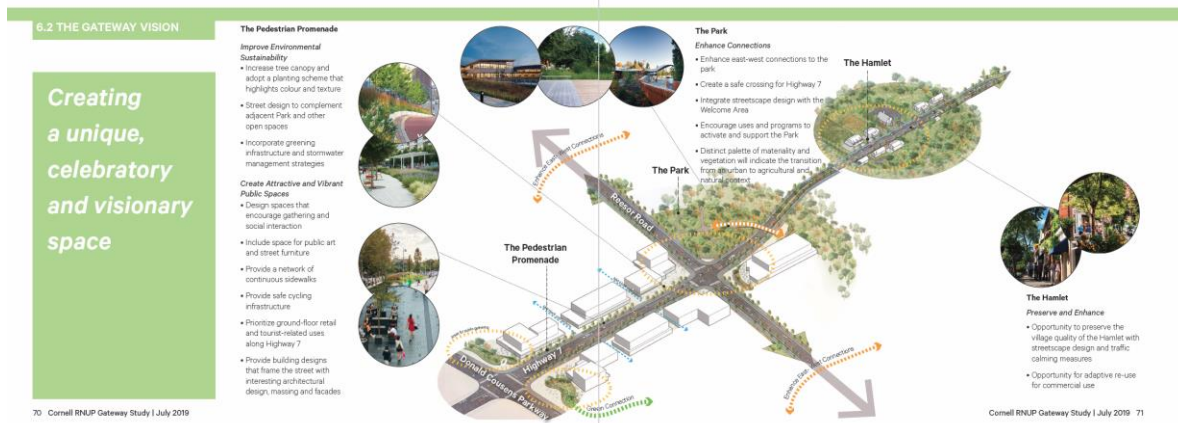 6.2 THE GATEWAY VISION
Creating
a unique,
celebratory
and visionary
space
The Pedestrian Promenade
Improve Environmental
Sustainability
• Increase tree canopy and
adopt a planting scheme that
highlights colour and texture
• Street design to complement
adjacent Park and other
open spaces
• Incorporate greening
infrastructure and stormwater
management strategies
Create Attractive and Vibrant
Public Spaces
• Design spaces that
encourage gathering and
social interaction
• Include space for public art
and street furniture
• Provide a network of
continuous sidewalks
• Provide safe cycling
infrastructure
• Prioritize ground-floor retail
and tourist-related uses
along Highway 7
• Provide building designs
that frame the street with
interesting architectural
design, massing and facades
The Park
Enhance Connections
• Enhance east-west connections to the
park
• Create a safe crossing for Highway 7
• Integrate streetscape design with the
Welcome Area
• Encourage uses and programs to
activate and support the Park
• Distinct palette of materiality and
vegetation will indicate the transition
from an urban to agricultural and
natural context
The Hamlet
Enhance East-West Connections
The Park
Reesor Road
The Pedestrian
Promenade
Highway 7
Donald Cousens Parkway
Green Connection
Enhance East-West Connections
The Hamlet
Preserve and Enhance
• Opportunity to preserve the
village quality of the Hamlet with
streetscape design and traffic
calming measures
• Opportunity for adaptive re-use
for commercial use
70 Cornell RNUP Gateway Study | July 2019
Cornell RNUP Gateway Study | July 2019 71